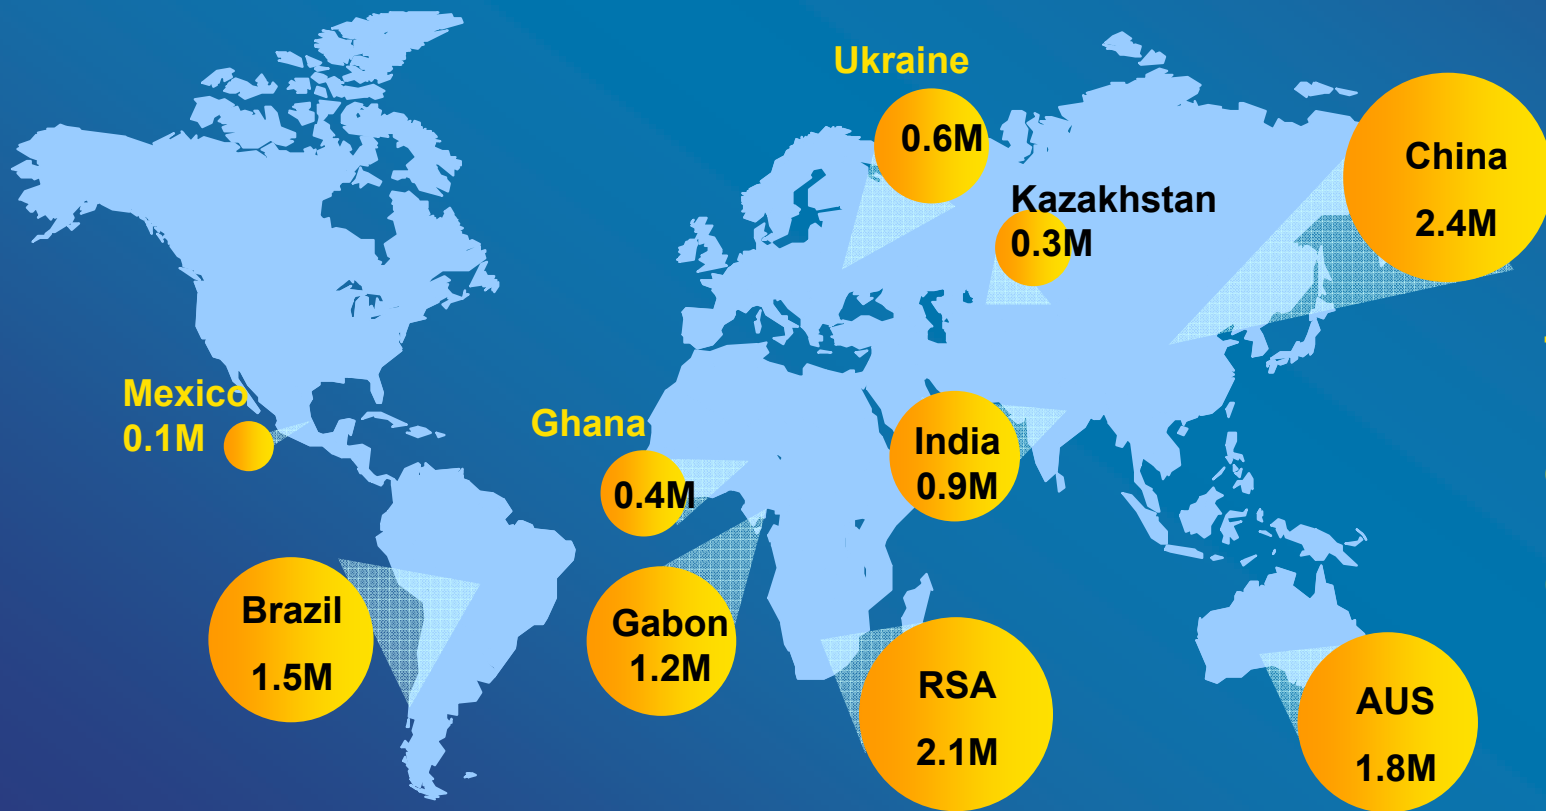 Ukraine
0.6M
China
2.4M
Kazakhstan
0.3M
Mexico
0.1M
Ghana
0.4M
India
0.9M
Brazil
1.5M
Gabon
1.2M
RSA
2.1M
AUS
1.8M